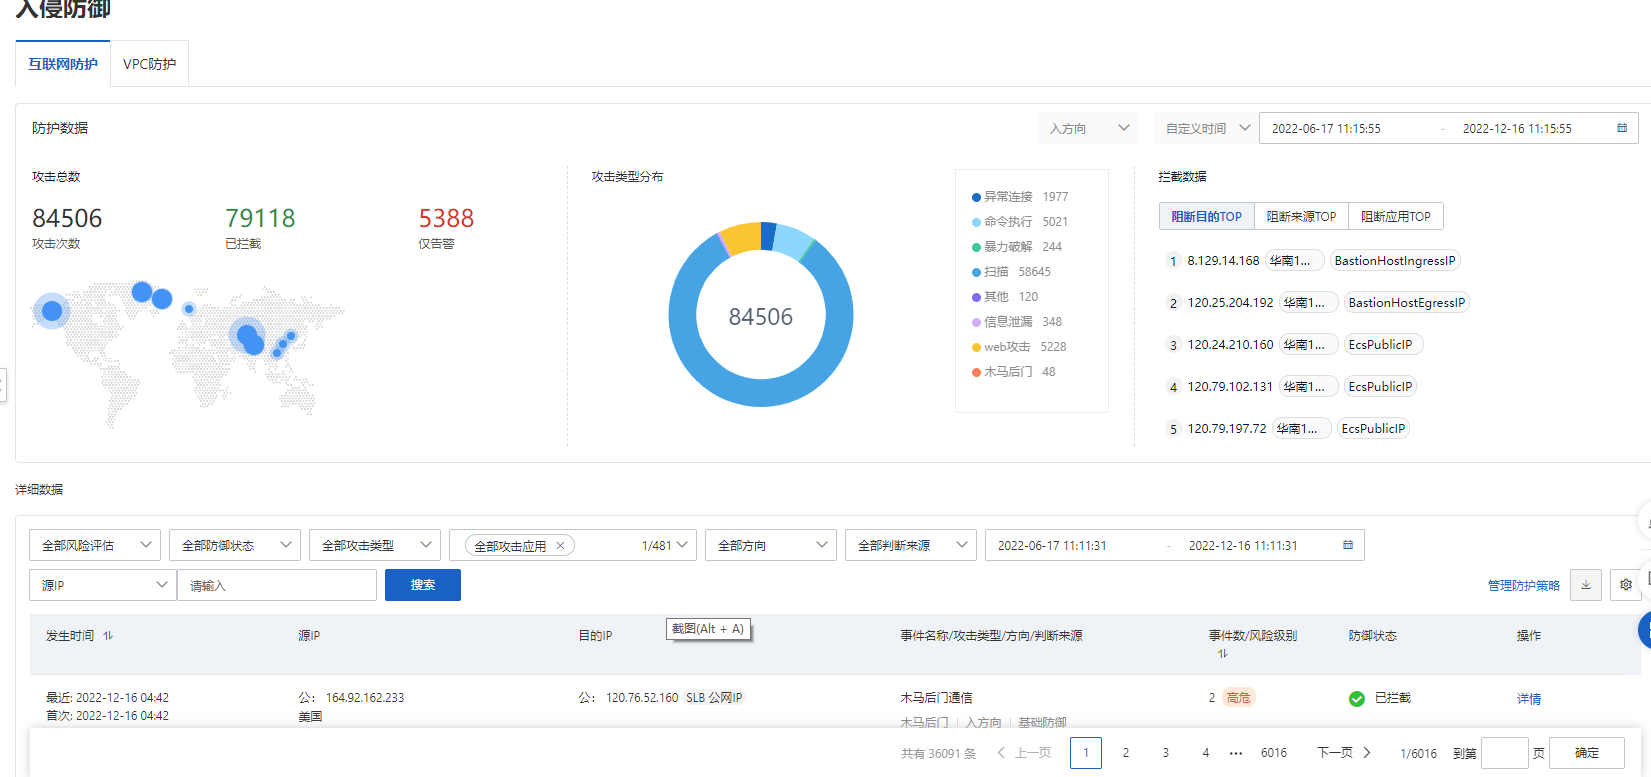 入侵防御
互联网防护 VPC防护
防护数据 入方向 自定义时间 2022-06-17 11:15:55 - 2022-12-16 11:15:55
攻击总数 攻击类型分布 拦截数据
84506 79118 5388
攻击次数 已拦截 仅告警
84506
异常连接 1977
命令执行 5021
暴力破解 244
扫描 58645
其他 120
信息泄漏 348
web攻击 5228
木马后门 48
阻断目的TOP 阻断来源TOP 阻断应用TOP
1 8.129.14.168 华南1... BastionHostIngressIP
2 120.25.204.192 华南1... BastionHostEgressIP
3 120.24.210.160 华南1... EcsPublicIP
4 120.79.102.131 华南1... EcsPublicIP
5 120.79.197.72 华南1... EcsPublicIP
详细数据
全部风险评估 全部防御状态 全部攻击类型 全部攻击应用 × 1/481 全部方向 全部判断来源 2022-06-17 11:11:31 - 2022-12-16 11:11:31
源IP 请输入 搜索 管理防护策略
截图(Alt + A)
发生时间 源IP 目的IP 事件名称/攻击类型/方向/判断来源 事件数/风险级别 防御状态 操作
最近: 2022-12-16 04:42 公: 164.92.162.233 公: 120.76.52.160 SLB 公网IP 木马后门通信 2 高危 已拦截 详情
首次: 2022-12-16 04:42 美国 木马后门 | 入方向 | 基础防御
共有 36091 条 上一页 1 2 3 4 ••• 6016 下一页 1/6016 到第 页 确定